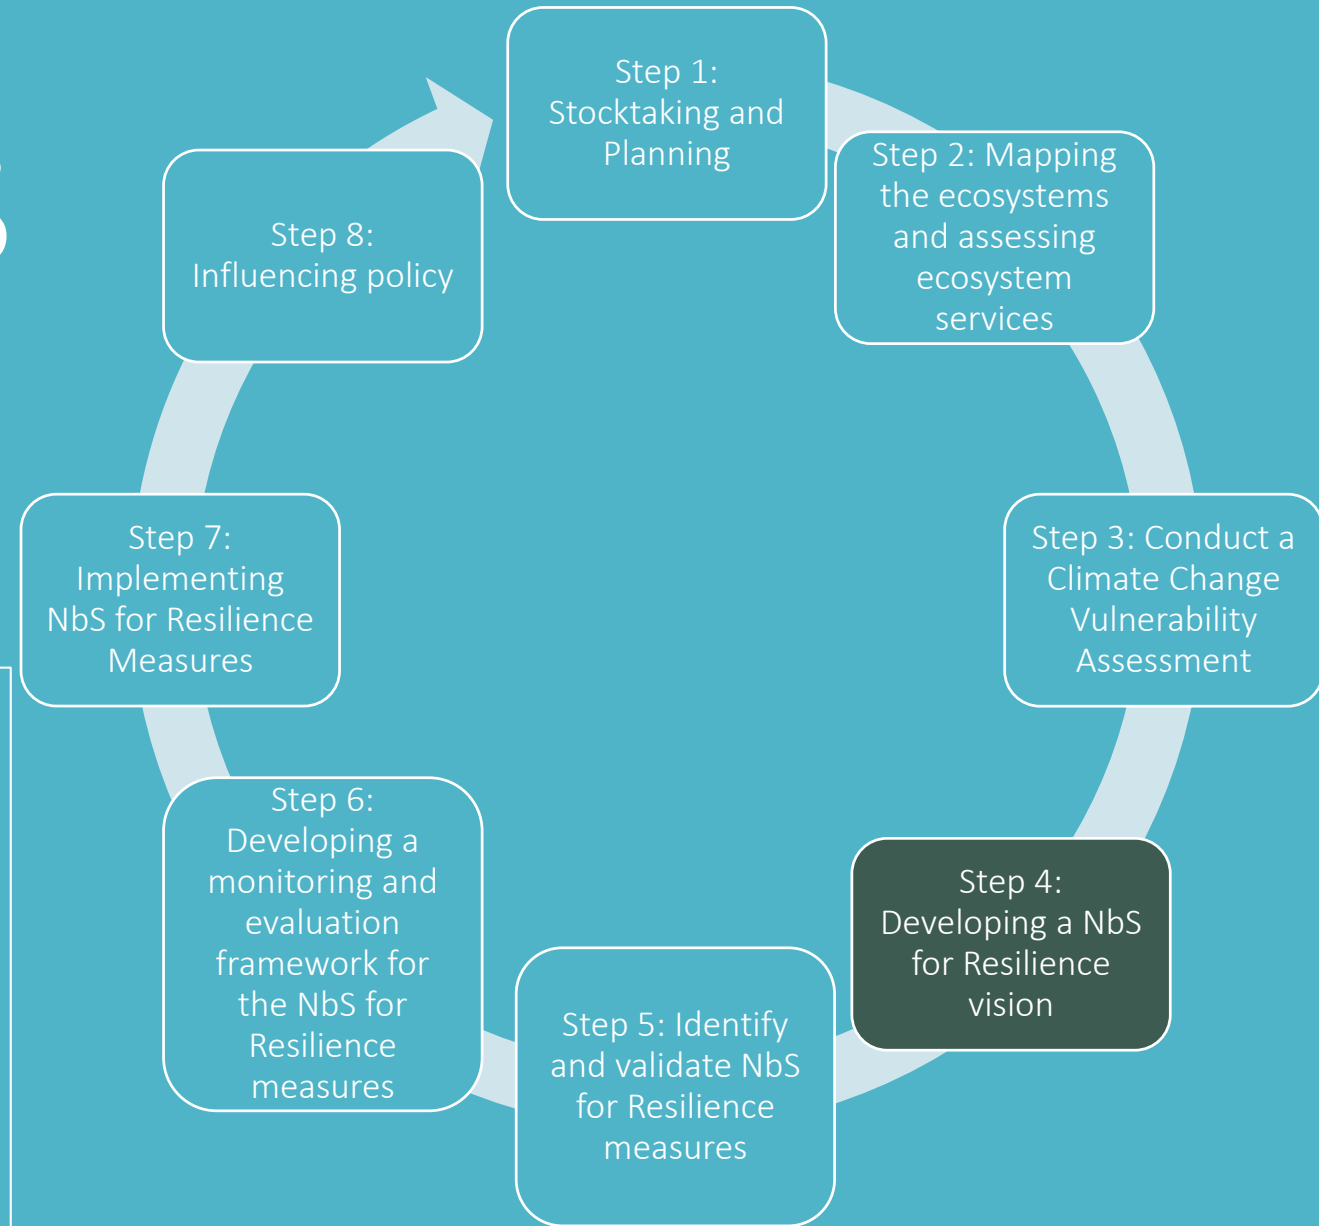 Step 1:
Stocktaking and
Planning
Step 2: Mapping
the ecosystems
and assessing
ecosystem
services
Step 3: Conduct a
Climate Change
Vulnerability
Assessment
Step 4:
Developing a NbS
for Resilience
vision
Step 5: Identify
and validate NbS
for Resilience
measures
Step 6:
Developing a
monitoring and
evaluation
framework for
the NbS for
Resilience
measures
Step 7:
Implementing
NbS for Resilience
Measures
Step 8:
Influencing policy